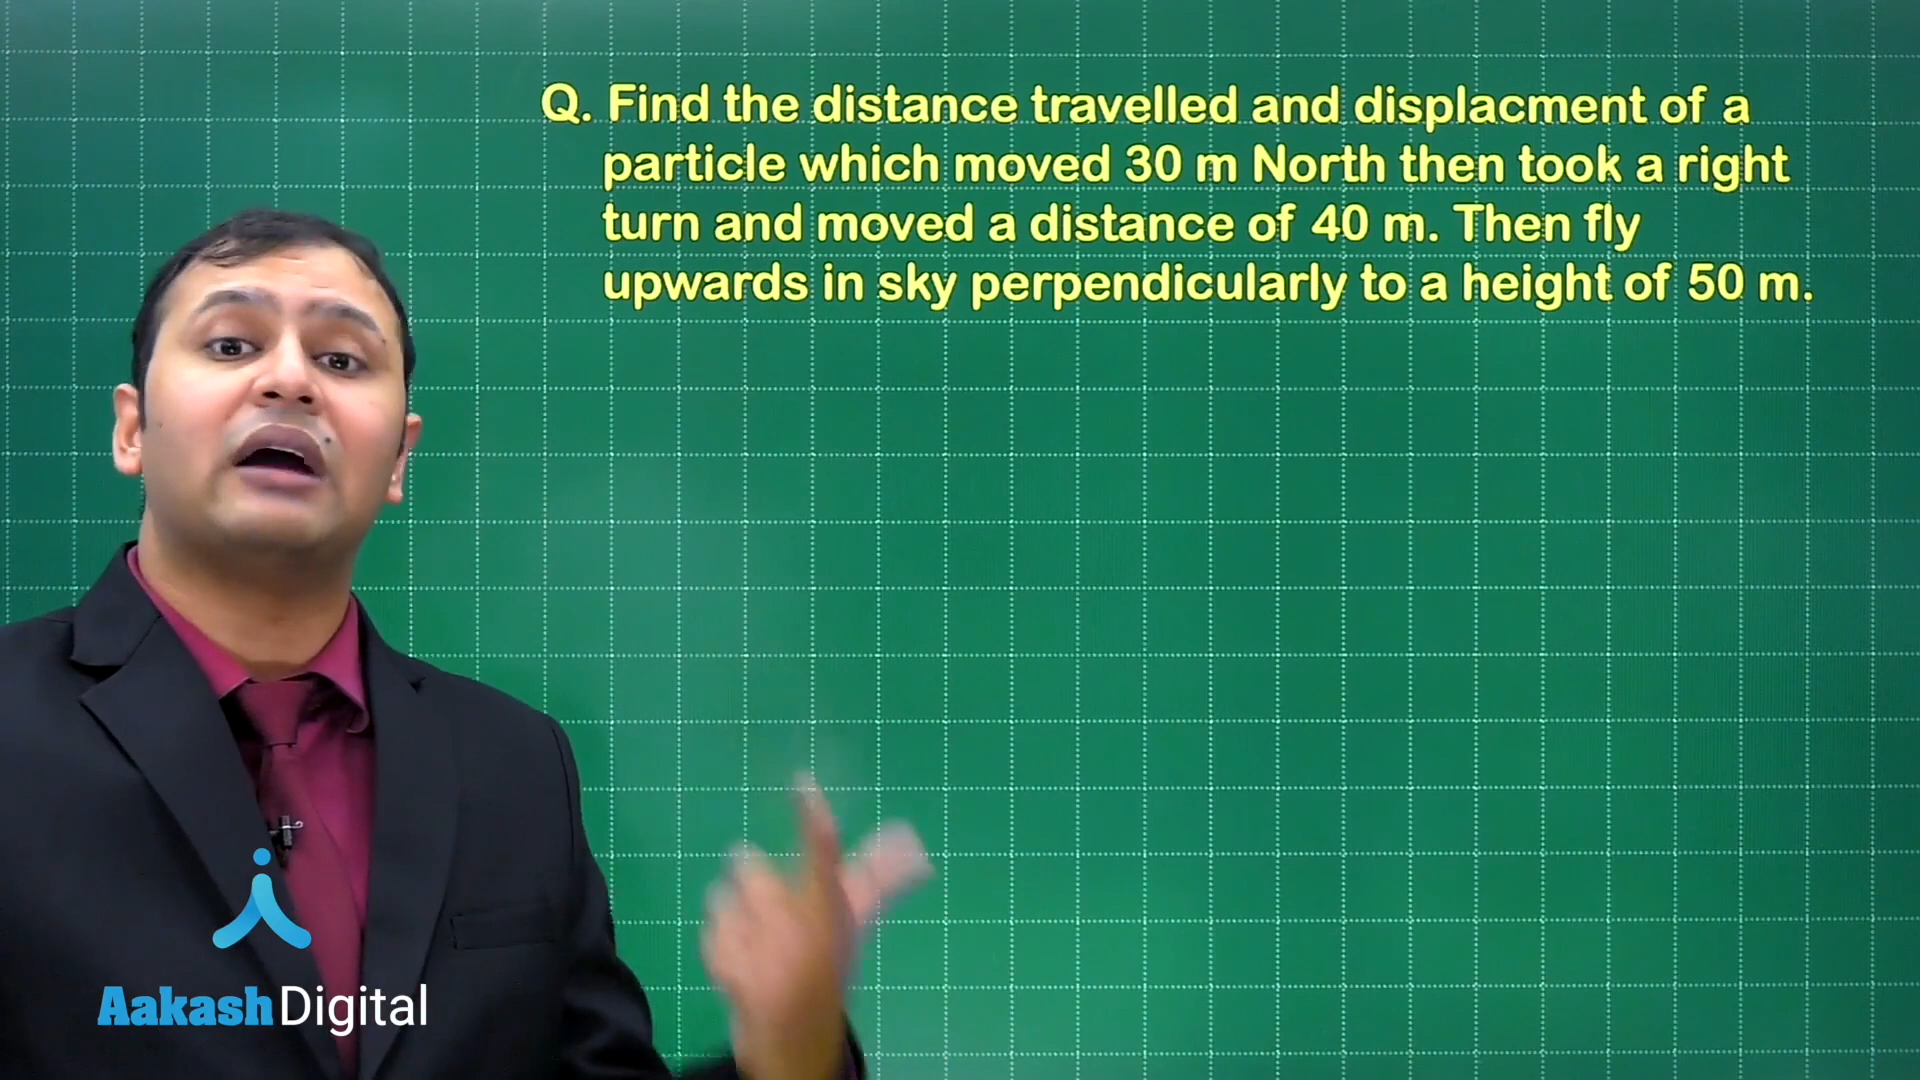 Q. Find the distance travelled and displacment of a
particle which moved 30 m North then took a right
turn and moved a distance of 40 m. Then fly
upwards in sky perpendicularly to a height of 50 m.
Aakash Digital